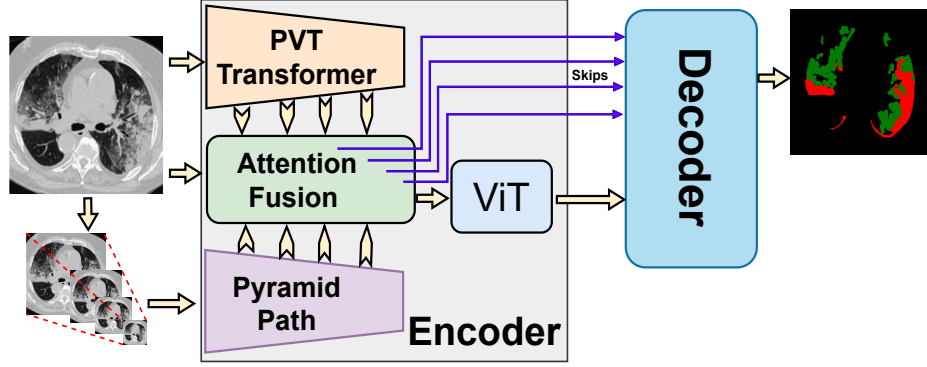 PVT
Transformer
Skips
Attention
Fusion
ViT
Decoder
Pyramid
Path
Encoder